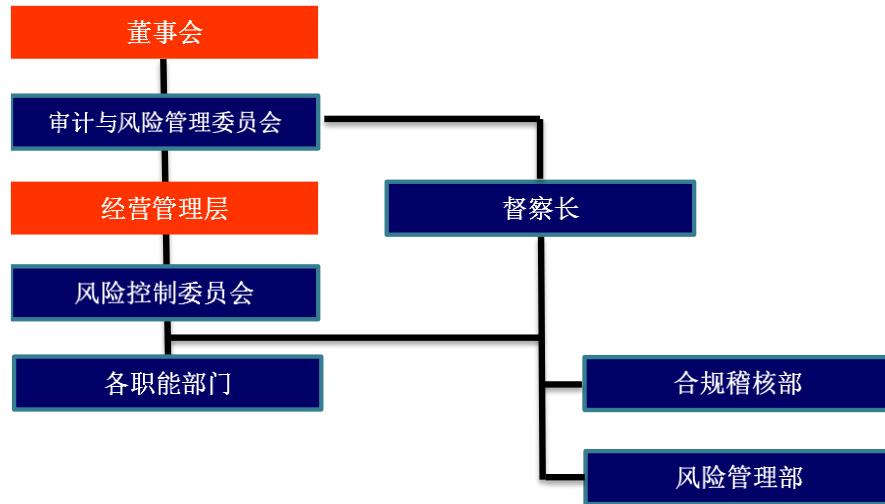 董事会
审计与风险管理委员会
经营管理层
督察长
风险控制委员会
各职能部门
合规稽核部
风险管理部